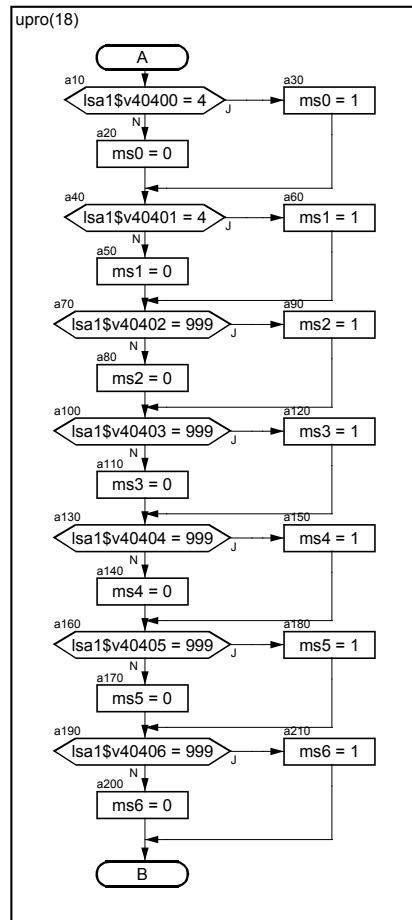 upro(18)
A
a10
lsa1$v40400 = 4
J
a30
ms0 = 1
N
a20
ms0 = 0
a40
lsa1$v40401 = 4
J
a60
ms1 = 1
N
a50
ms1 = 0
a70
lsa1$v40402 = 999
J
a90
ms2 = 1
N
a80
ms2 = 0
a100
lsa1$v40403 = 999
J
a120
ms3 = 1
N
a110
ms3 = 0
a130
lsa1$v40404 = 999
J
a150
ms4 = 1
N
a140
ms4 = 0
a160
lsa1$v40405 = 999
J
a180
ms5 = 1
N
a170
ms5 = 0
a190
lsa1$v40406 = 999
J
a210
ms6 = 1
N
a200
ms6 = 0
B